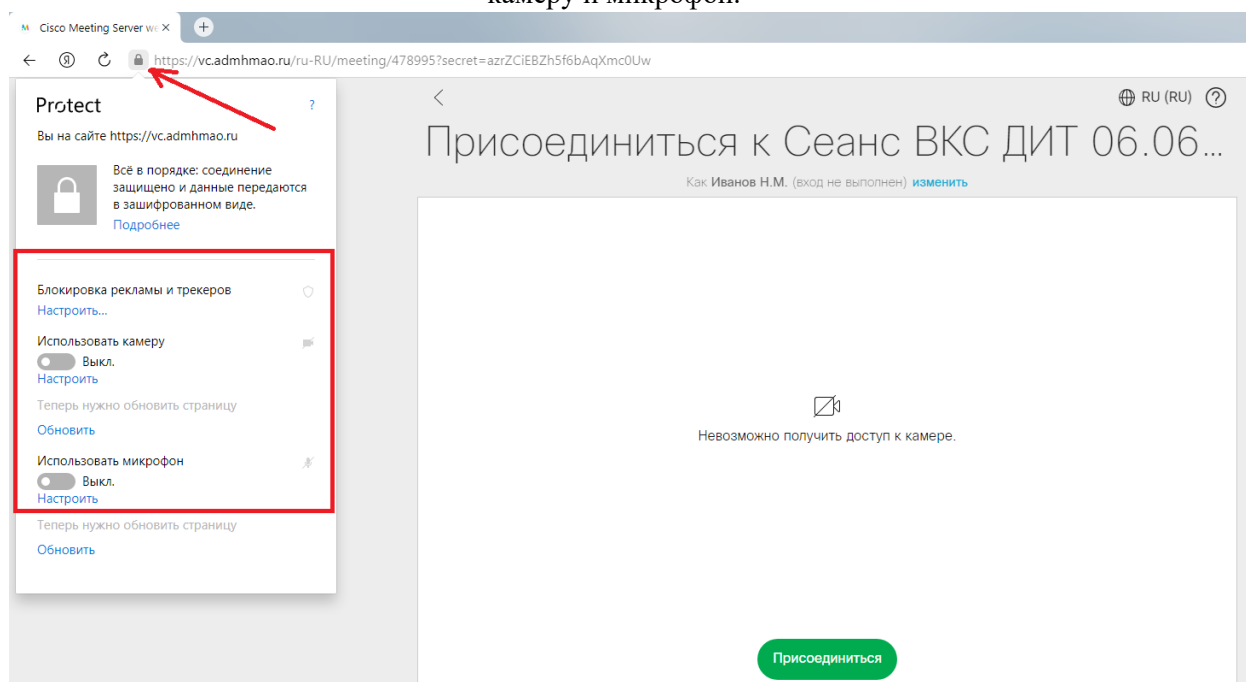 камеру и микрофон.
Cisco Meeting Server we
https://vc.admhmao.ru/ru-RU/meeting/478995?secret=azrZCiEBZh5f6bAqXmc0Uw
Protect ?
Вы на сайте https://vc.admhmao.ru
Всё в порядке: соединение
защищено и данные передаются
в зашифрованном виде.
Подробнее
Блокировка рекламы и трекеров
Настроить...
Использовать камеру
Выкл.
Настроить
Теперь нужно обновить страницу
Обновить
Использовать микрофон
Выкл.
Настроить
Теперь нужно обновить страницу
Обновить
RU (RU) ?
Присоединиться к Сеанс ВКС ДИТ 06.06...
Как Иванов Н.М. (вход не выполнен) изменить
Невозможно получить доступ к камере.
Присоединиться